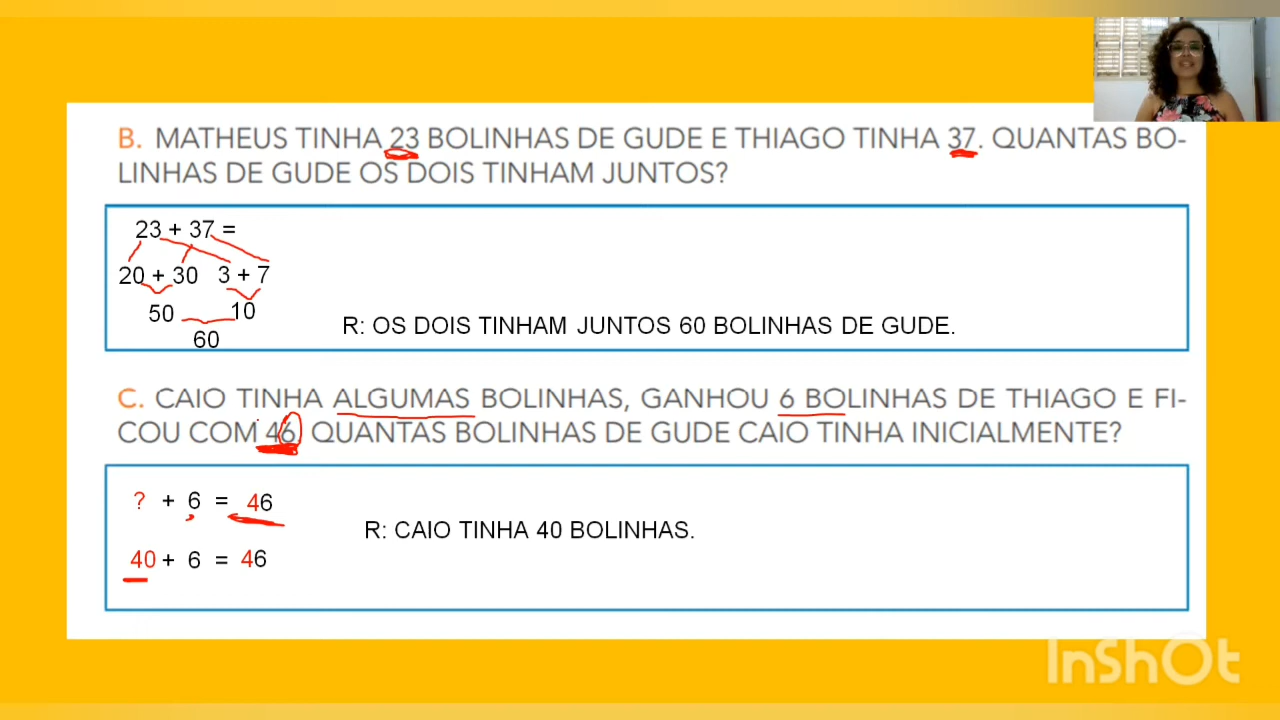 B. MATHEUS TINHA 23 BOLINHAS DE GUDE E THIAGO TINHA 37. QUANTAS BO-
LINHAS DE GUDE OS DOIS TINHAM JUNTOS?
23 + 37 =
20 + 30 3 + 7
50 10
60
R: OS DOIS TINHAM JUNTOS 60 BOLINHAS DE GUDE.
C. CAIO TINHA ALGUMAS BOLINHAS, GANHOU 6 BOLINHAS DE THIAGO E FI-
COU COM 46. QUANTAS BOLINHAS DE GUDE CAIO TINHA INICIALMENTE?
? + 6 = 46
40 + 6 = 46
R: CAIO TINHA 40 BOLINHAS.
InShOt